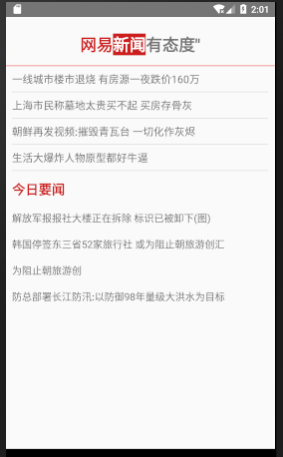 2:01
网易新闻有态度"
一线城市楼市退烧 有房源一夜跌价160万
上海市民称墓地太贵买不起 买房存骨灰
朝鲜再发视频:摧毁青瓦台 一切化作灰烬
生活大爆炸人物原型都好牛逼
今日要闻
解放军报报社大楼正在拆除 标识已被卸下(图)
韩国停签东三省52家旅行社 或为阻止朝旅游创汇
为阻止朝旅游创
防总部署长江防汛:以防御98年量级大洪水为目标